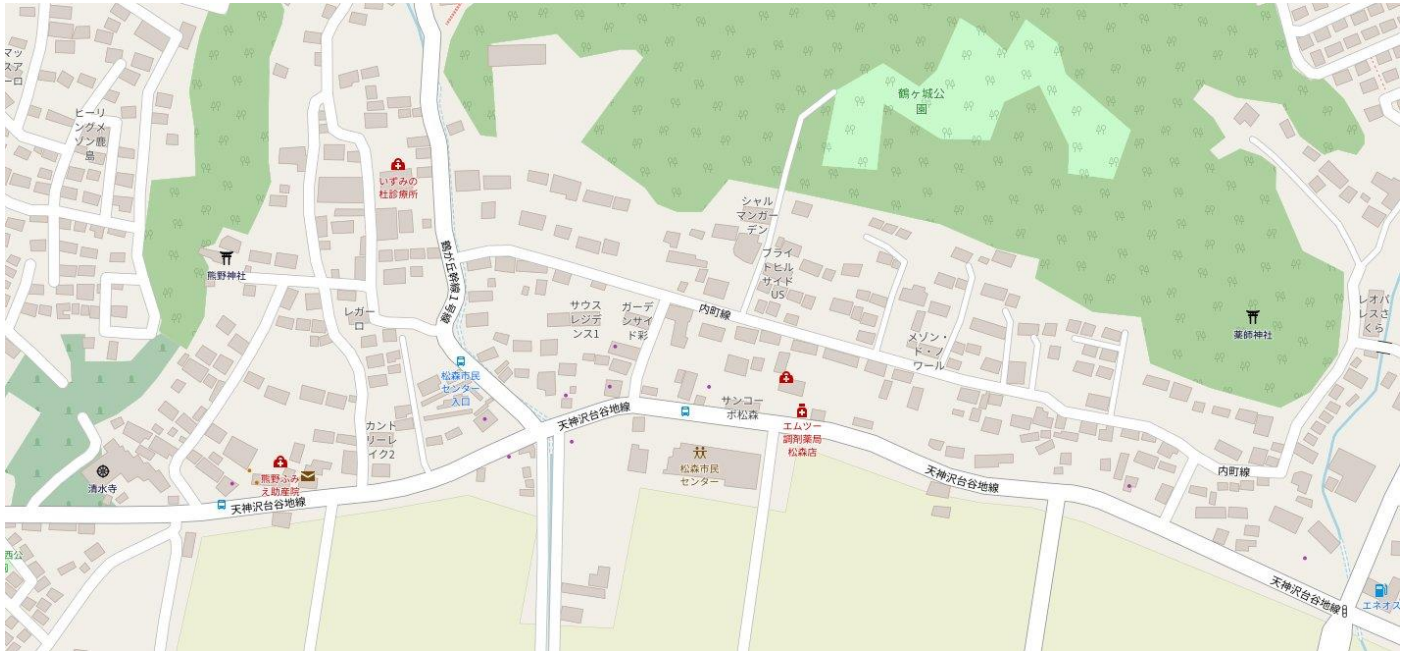 マッ
スア
ーロ
ヒーリ
ングメ
ゾン鹿
島
鶴ヶ城公
園
いずみの
杜診療所
シャル
マンガー
デン
鶴が丘幹線1号線
熊野神社
ブライ
ドヒル
サイド
US
レガー
ロ
サウス
レジデ
ンス1
ガーデ
ンサイ
ド彩
内町線
メゾン・
ド・ノ
ワール
薬師神社
レオパ
レスさ
くら
松森市民
センター
入口
カント
リーレ
イク2
天神沢台谷地線
サンコー
ポ松森
エムツー
調剤薬局
松森店
松森市民
センター
清水寺
熊野ふみ
え助産院
天神沢台谷地線
天神沢台谷地線
内町線
西公
天神沢台谷地線
エネオス